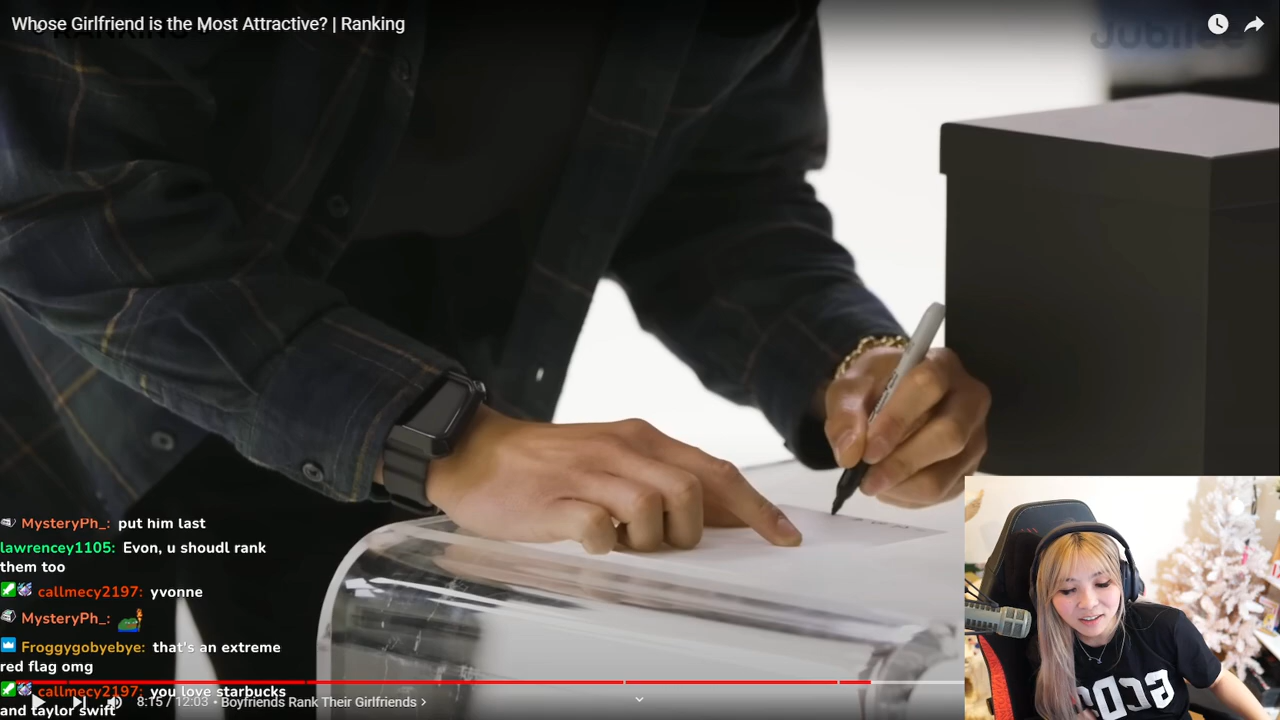 Whose Girlfriend is the Most Attractive? | Ranking
Jubilee
MysteryPh_: put him last
lawrencey1105: Evon, u shoudl rank
them too
callmecy2197: yvonne
MysteryPh_:
Froggygobyebye: that's an extreme
red flag omg
callmecy2197: you love starbucks
and taylor swift
8:15 / 12:03 • Boyfriends Rank Their Girlfriends >
GCDS